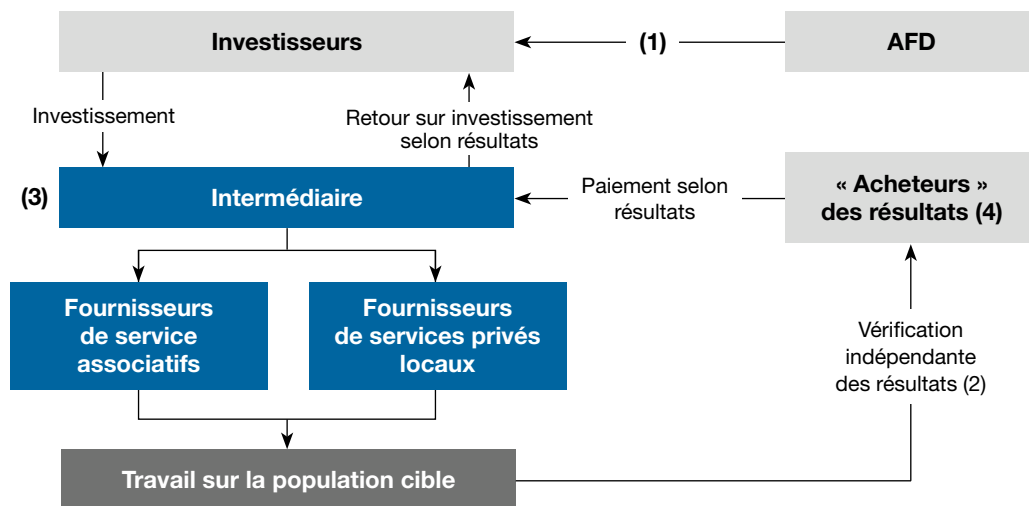 Investisseurs
(1)
AFD
Investissement
Retour sur investissement
selon résultats
(3)
Intermédiaire
Paiement selon
résultats
« Acheteurs »
des résultats (4)
Fournisseurs
de service
associatifs
Fournisseurs
de services privés
locaux
Vérification
indépendante
des résultats (2)
Travail sur la population cible